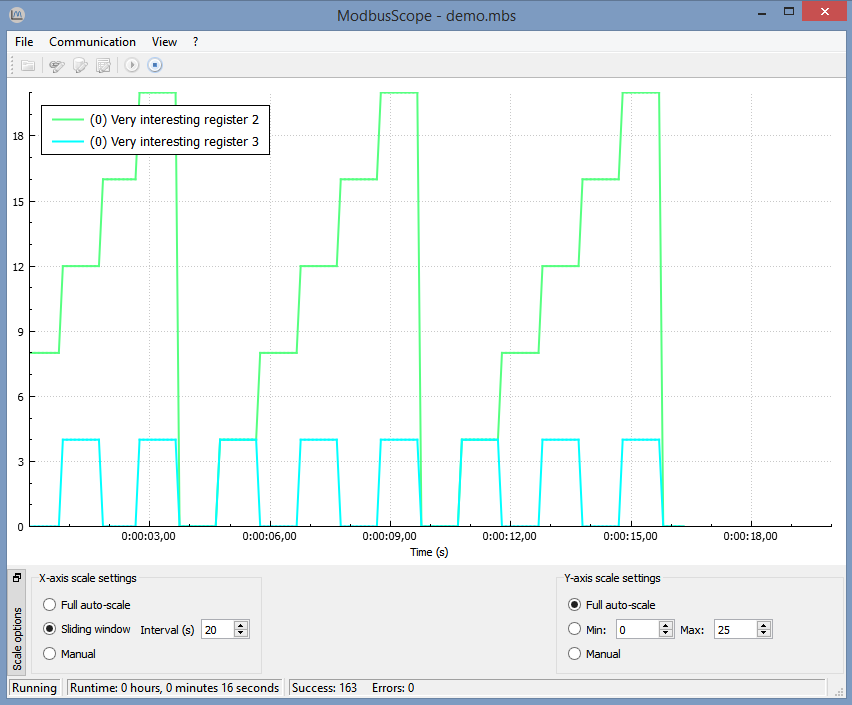 ModbusScope - demo.mbs
File Communication View ?
(0) Very interesting register 2
(0) Very interesting register 3
18
15
12
9
6
3
0
0:00:03,00 0:00:06,00 0:00:09,00 0:00:12,00 0:00:15,00 0:00:18,00
Time (s)
Scale options
X-axis scale settings
Full auto-scale
Sliding window Interval (s) 20
Manual
Y-axis scale settings
Full auto-scale
Min: 0 Max: 25
Manual
Running Runtime: 0 hours, 0 minutes 16 seconds Success: 163 Errors: 0